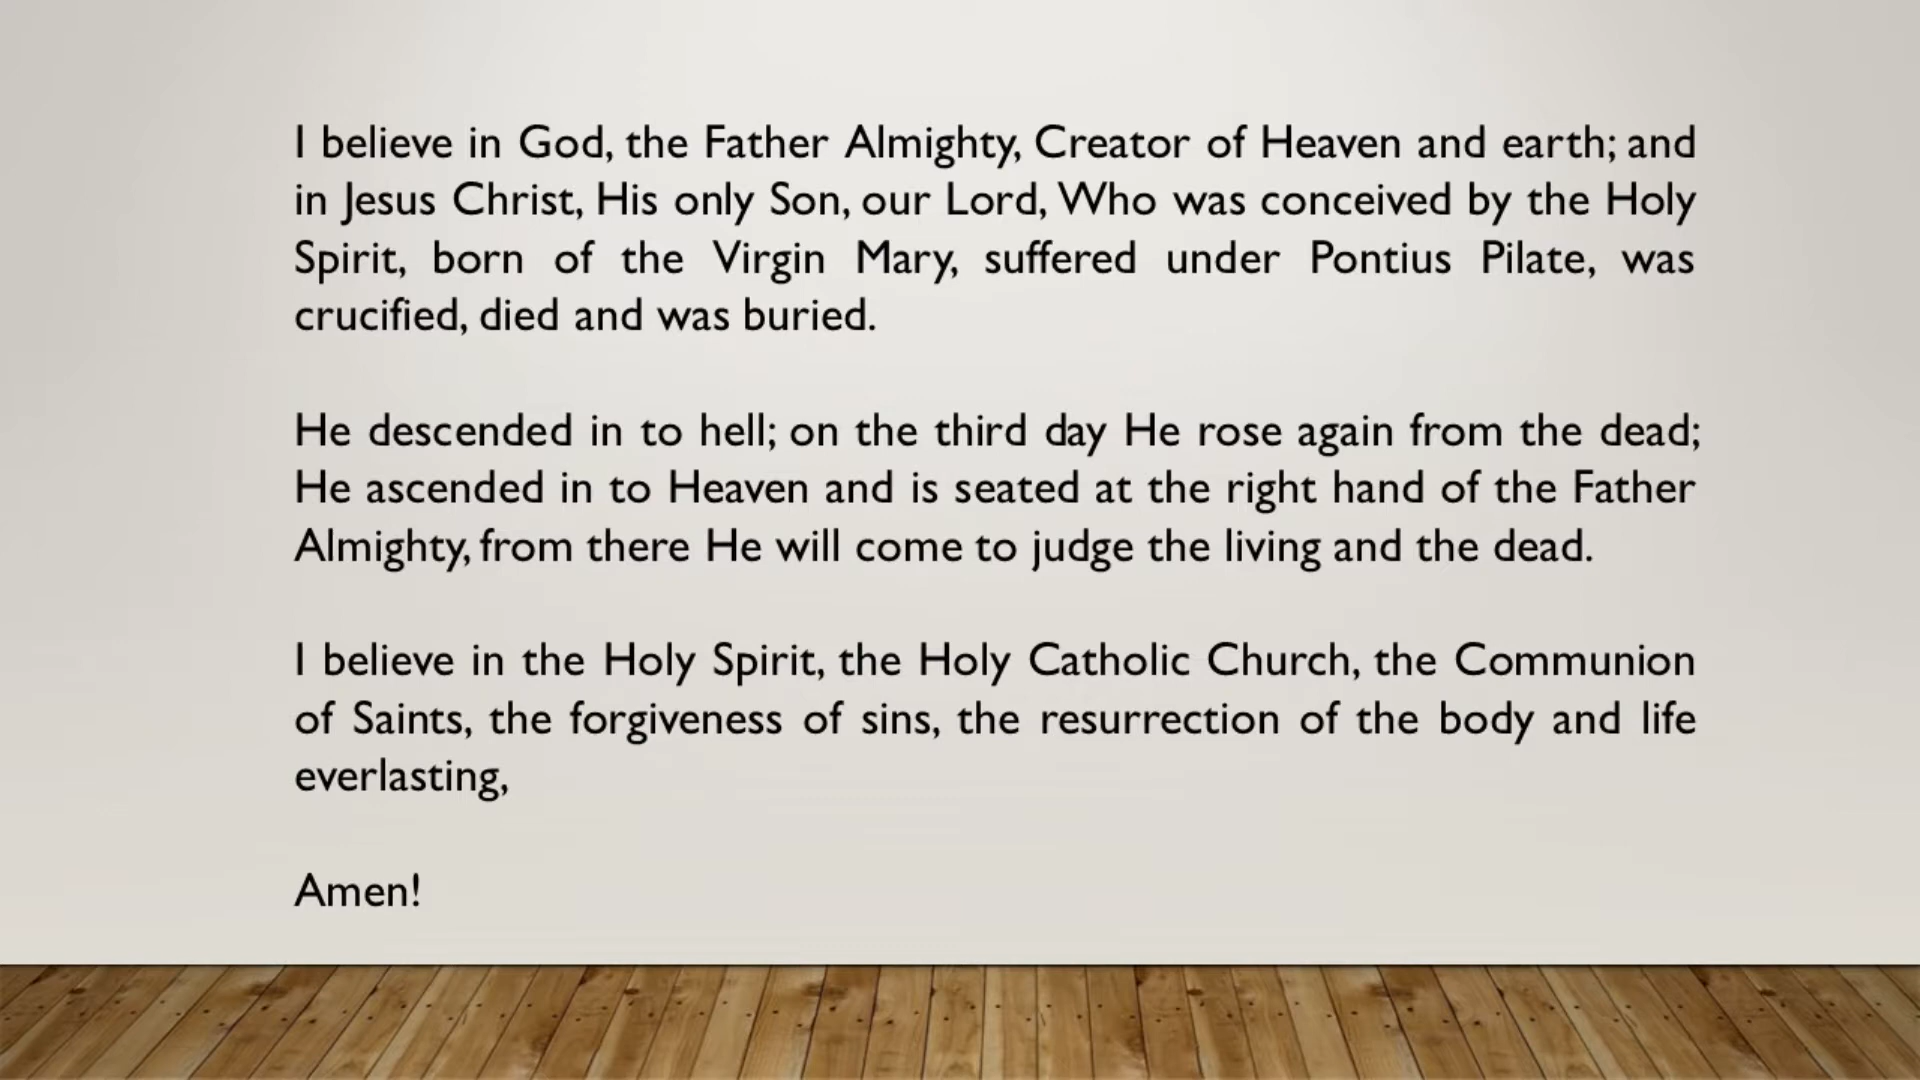 I believe in God, the Father Almighty, Creator of Heaven and earth; and
in Jesus Christ, His only Son, our Lord, Who was conceived by the Holy
Spirit, born of the Virgin Mary, suffered under Pontius Pilate, was
crucified, died and was buried.
He descended in to hell; on the third day He rose again from the dead;
He ascended in to Heaven and is seated at the right hand of the Father
Almighty, from there He will come to judge the living and the dead.
I believe in the Holy Spirit, the Holy Catholic Church, the Communion
of Saints, the forgiveness of sins, the resurrection of the body and life
everlasting,
Amen!